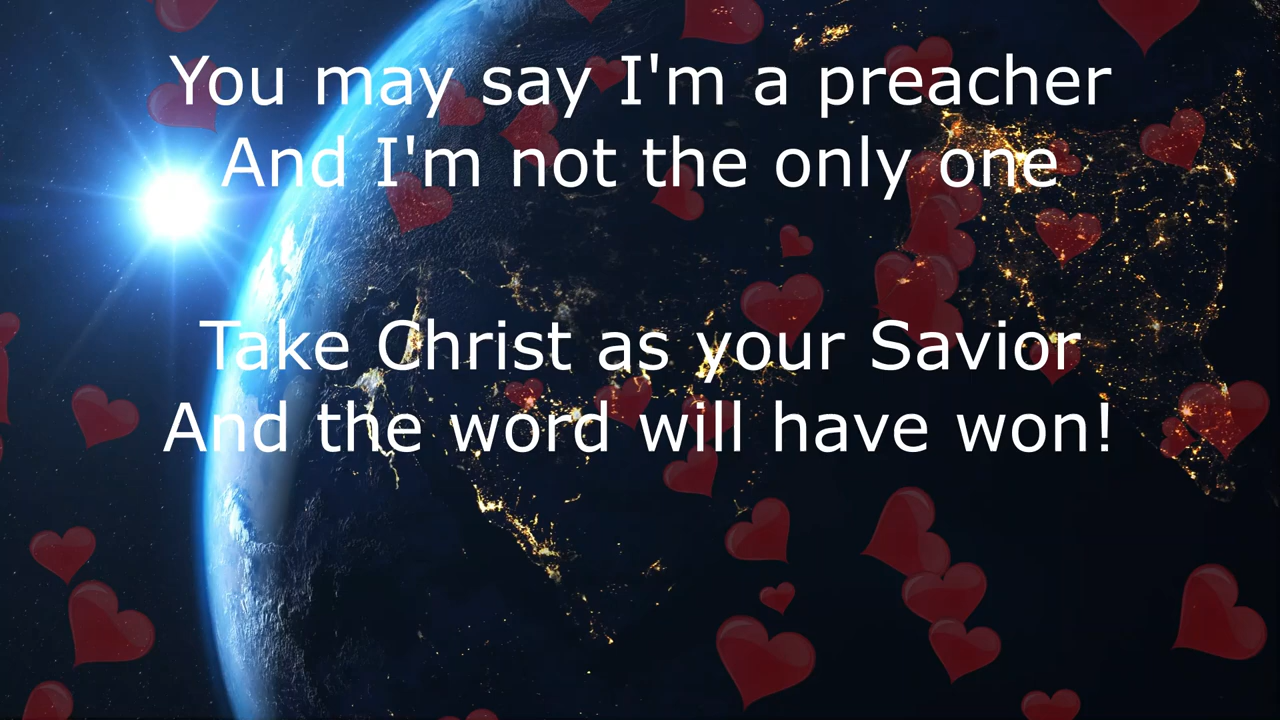 You may say I'm a preacher
And I'm not the only one
Take Christ as your Savior
And the word will have won!